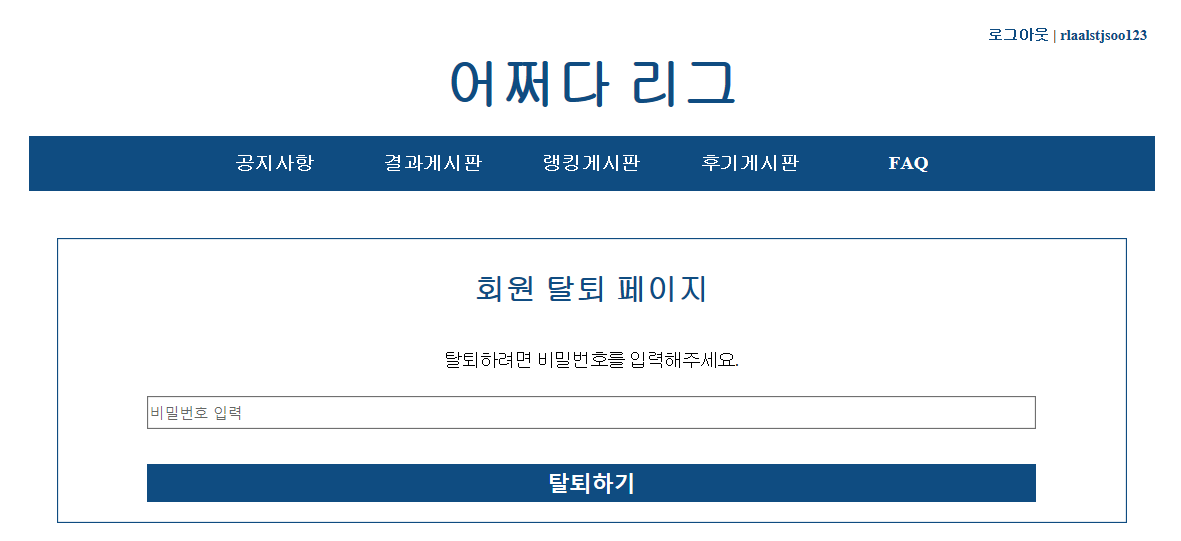 로그아웃 | rlaalstjsoo123
어쩌다 리그
공지사항 결과게시판 랭킹게시판 후기게시판 FAQ
회원 탈퇴 페이지
탈퇴하려면 비밀번호를 입력해주세요.
비밀번호 입력
탈퇴하기